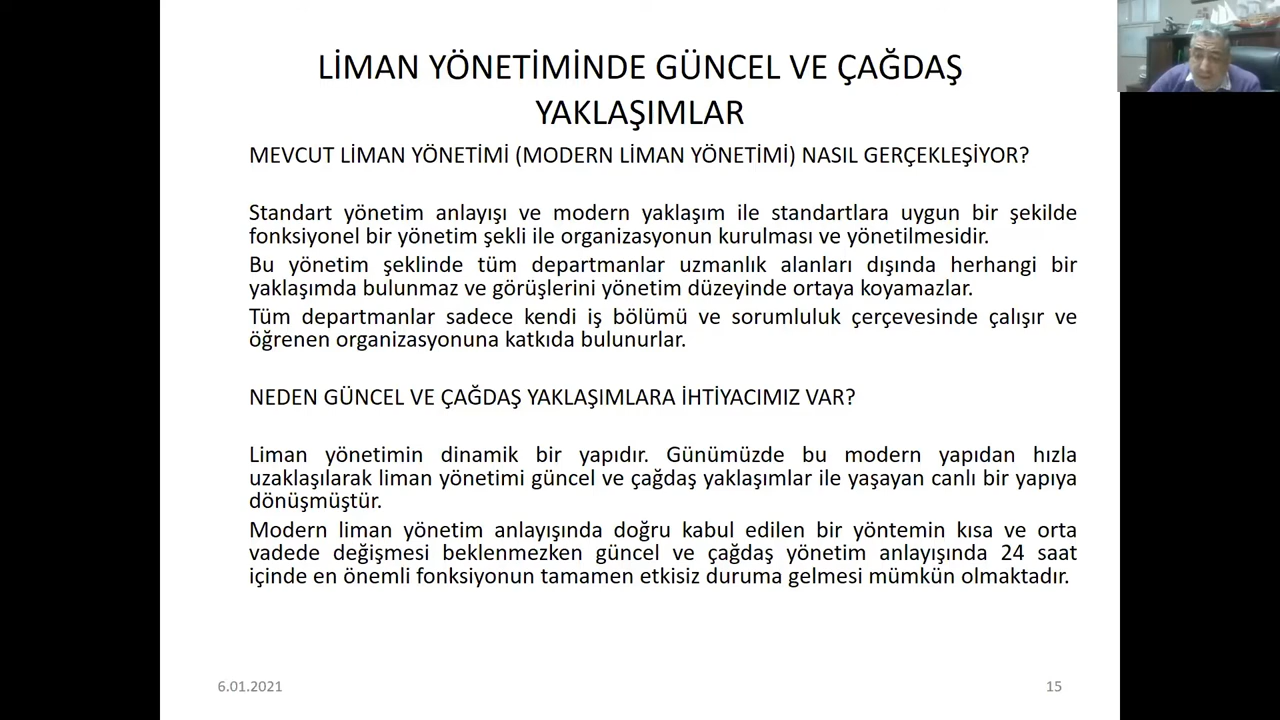 LİMAN YÖNETİMİNDE GÜNCEL VE ÇAĞDAŞ
YAKLAŞIMLAR
MEVCUT LİMAN YÖNETİMİ (MODERN LİMAN YÖNETİMİ) NASIL GERÇEKLEŞİYOR?
Standart yönetim anlayışı ve modern yaklaşım ile standartlara uygun bir şekilde
fonksiyonel bir yönetim şekli ile organizasyonun kurulması ve yönetilmesidir.
Bu yönetim şeklinde tüm departmanlar uzmanlık alanları dışında herhangi bir
yaklaşımda bulunmaz ve görüşlerini yönetim düzeyinde ortaya koyamazlar.
Tüm departmanlar sadece kendi iş bölümü ve sorumluluk çerçevesinde çalışır ve
öğrenen organizasyonuna katkıda bulunurlar.
NEDEN GÜNCEL VE ÇAĞDAŞ YAKLAŞIMLARA İHTİYACIMIZ VAR?
Liman yönetimin dinamik bir yapıdır. Günümüzde bu modern yapıdan hızla
uzaklaşılarak liman yönetimi güncel ve çağdaş yaklaşımlar ile yaşayan canlı bir yapıya
dönüşmüştür.
Modern liman yönetim anlayışında doğru kabul edilen bir yöntemin kısa ve orta
vadede değişmesi beklenmezken güncel ve çağdaş yönetim anlayışında 24 saat
içinde en önemli fonksiyonun tamamen etkisiz duruma gelmesi mümkün olmaktadır.
6.01.2021
15